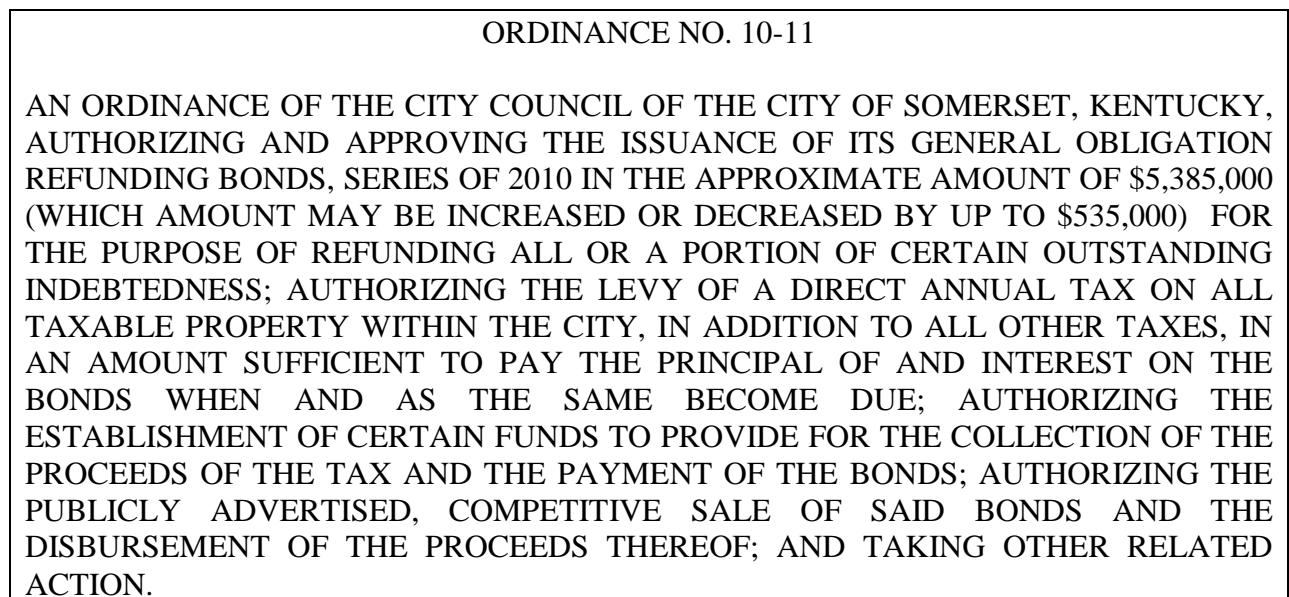 ORDINANCE NO. 10-11
AN ORDINANCE OF THE CITY COUNCIL OF THE CITY OF SOMERSET, KENTUCKY,
AUTHORIZING AND APPROVING THE ISSUANCE OF ITS GENERAL OBLIGATION
REFUNDING BONDS, SERIES OF 2010 IN THE APPROXIMATE AMOUNT OF $5,385,000
(WHICH AMOUNT MAY BE INCREASED OR DECREASED BY UP TO $535,000) FOR
THE PURPOSE OF REFUNDING ALL OR A PORTION OF CERTAIN OUTSTANDING
INDEBTEDNESS; AUTHORIZING THE LEVY OF A DIRECT ANNUAL TAX ON ALL
TAXABLE PROPERTY WITHIN THE CITY, IN ADDITION TO ALL OTHER TAXES, IN
AN AMOUNT SUFFICIENT TO PAY THE PRINCIPAL OF AND INTEREST ON THE
BONDS WHEN AND AS THE SAME BECOME DUE; AUTHORIZING THE
ESTABLISHMENT OF CERTAIN FUNDS TO PROVIDE FOR THE COLLECTION OF THE
PROCEEDS OF THE TAX AND THE PAYMENT OF THE BONDS; AUTHORIZING THE
PUBLICLY ADVERTISED, COMPETITIVE SALE OF SAID BONDS AND THE
DISBURSEMENT OF THE PROCEEDS THEREOF; AND TAKING OTHER RELATED
ACTION.